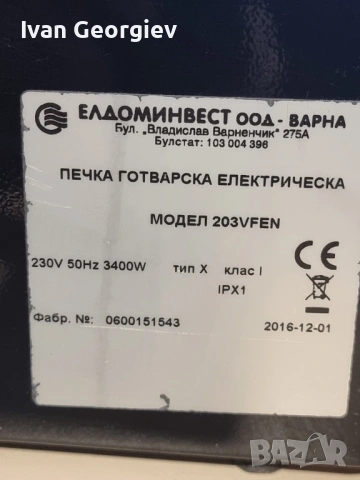 Ivan Georgiev
ЕЛДОМИНВЕСТ ООД - ВАРНА
Бул. „Владислав Варненчик" 275А
Булстат: 103 004 396
ПЕЧКА ГОТВАРСКА ЕЛЕКТРИЧЕСКА
МОДЕЛ 203VFEN
230V 50Hz 3400W тип X клас I
IPX1
CE
Фабр. №: 0600151543 2016-12-01
BAZAR